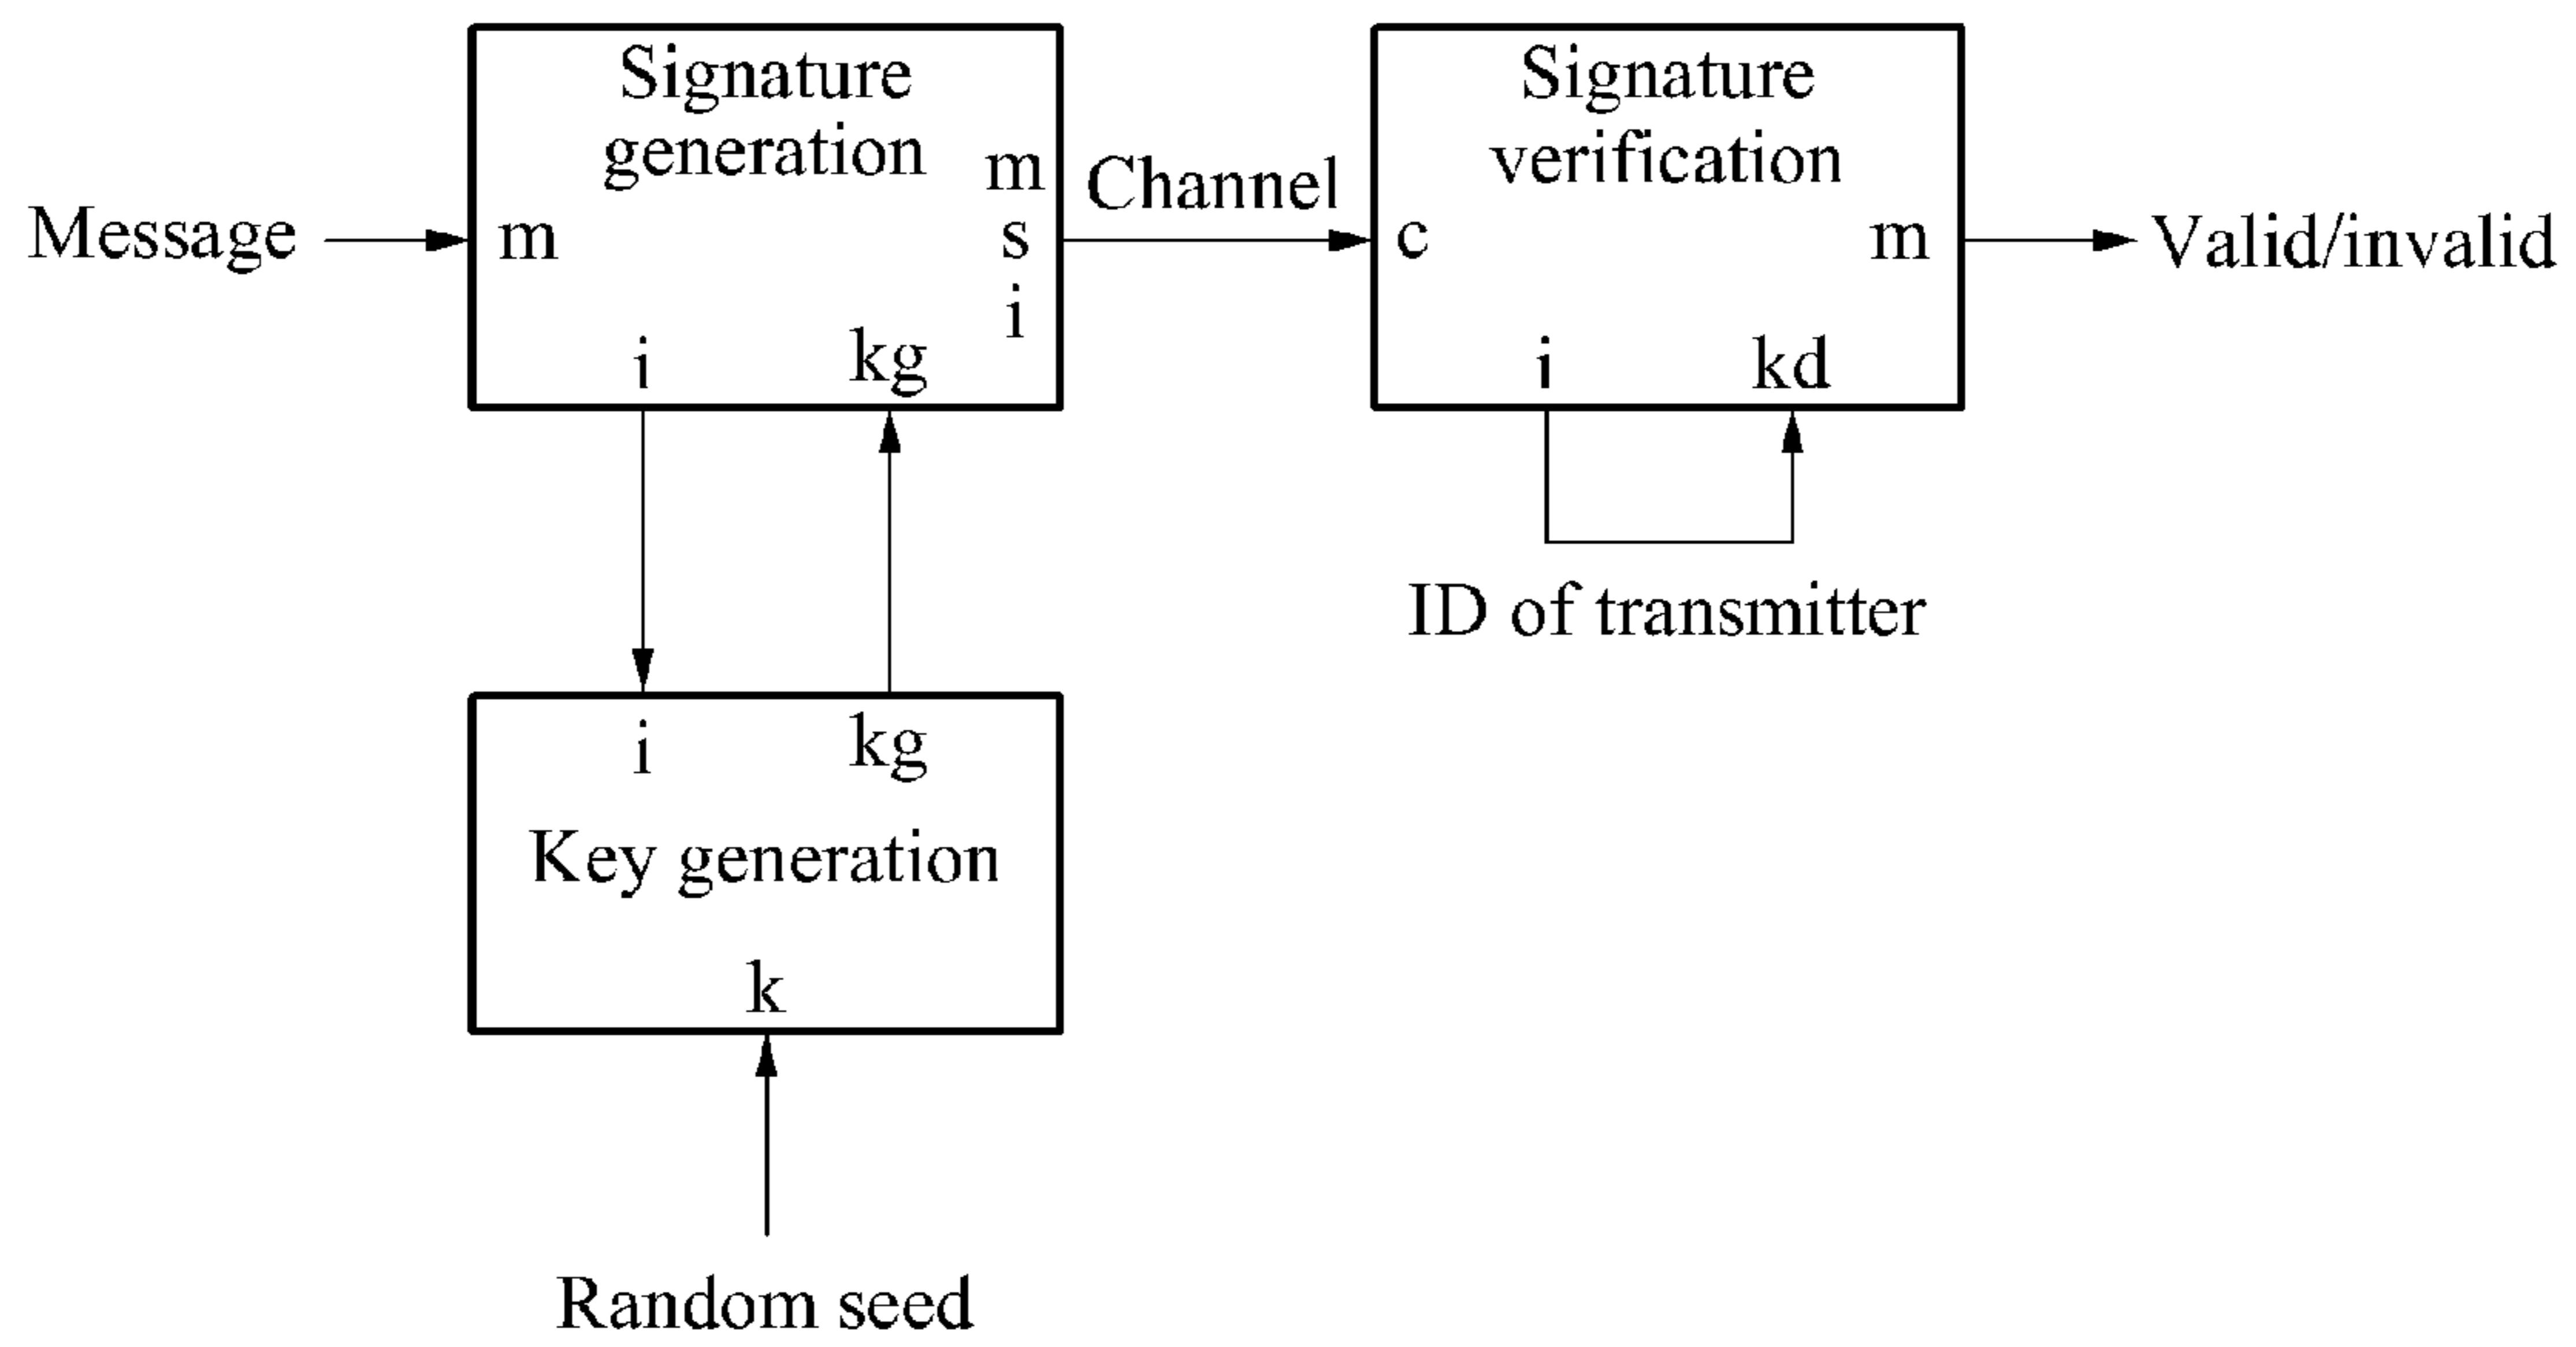 Signature
generation
Message
m
m
s
i
i
kg
Channel
Signature
verification
c
m
i
kd
Valid/invalid
ID of transmitter
i
kg
Key generation
k
Random seed